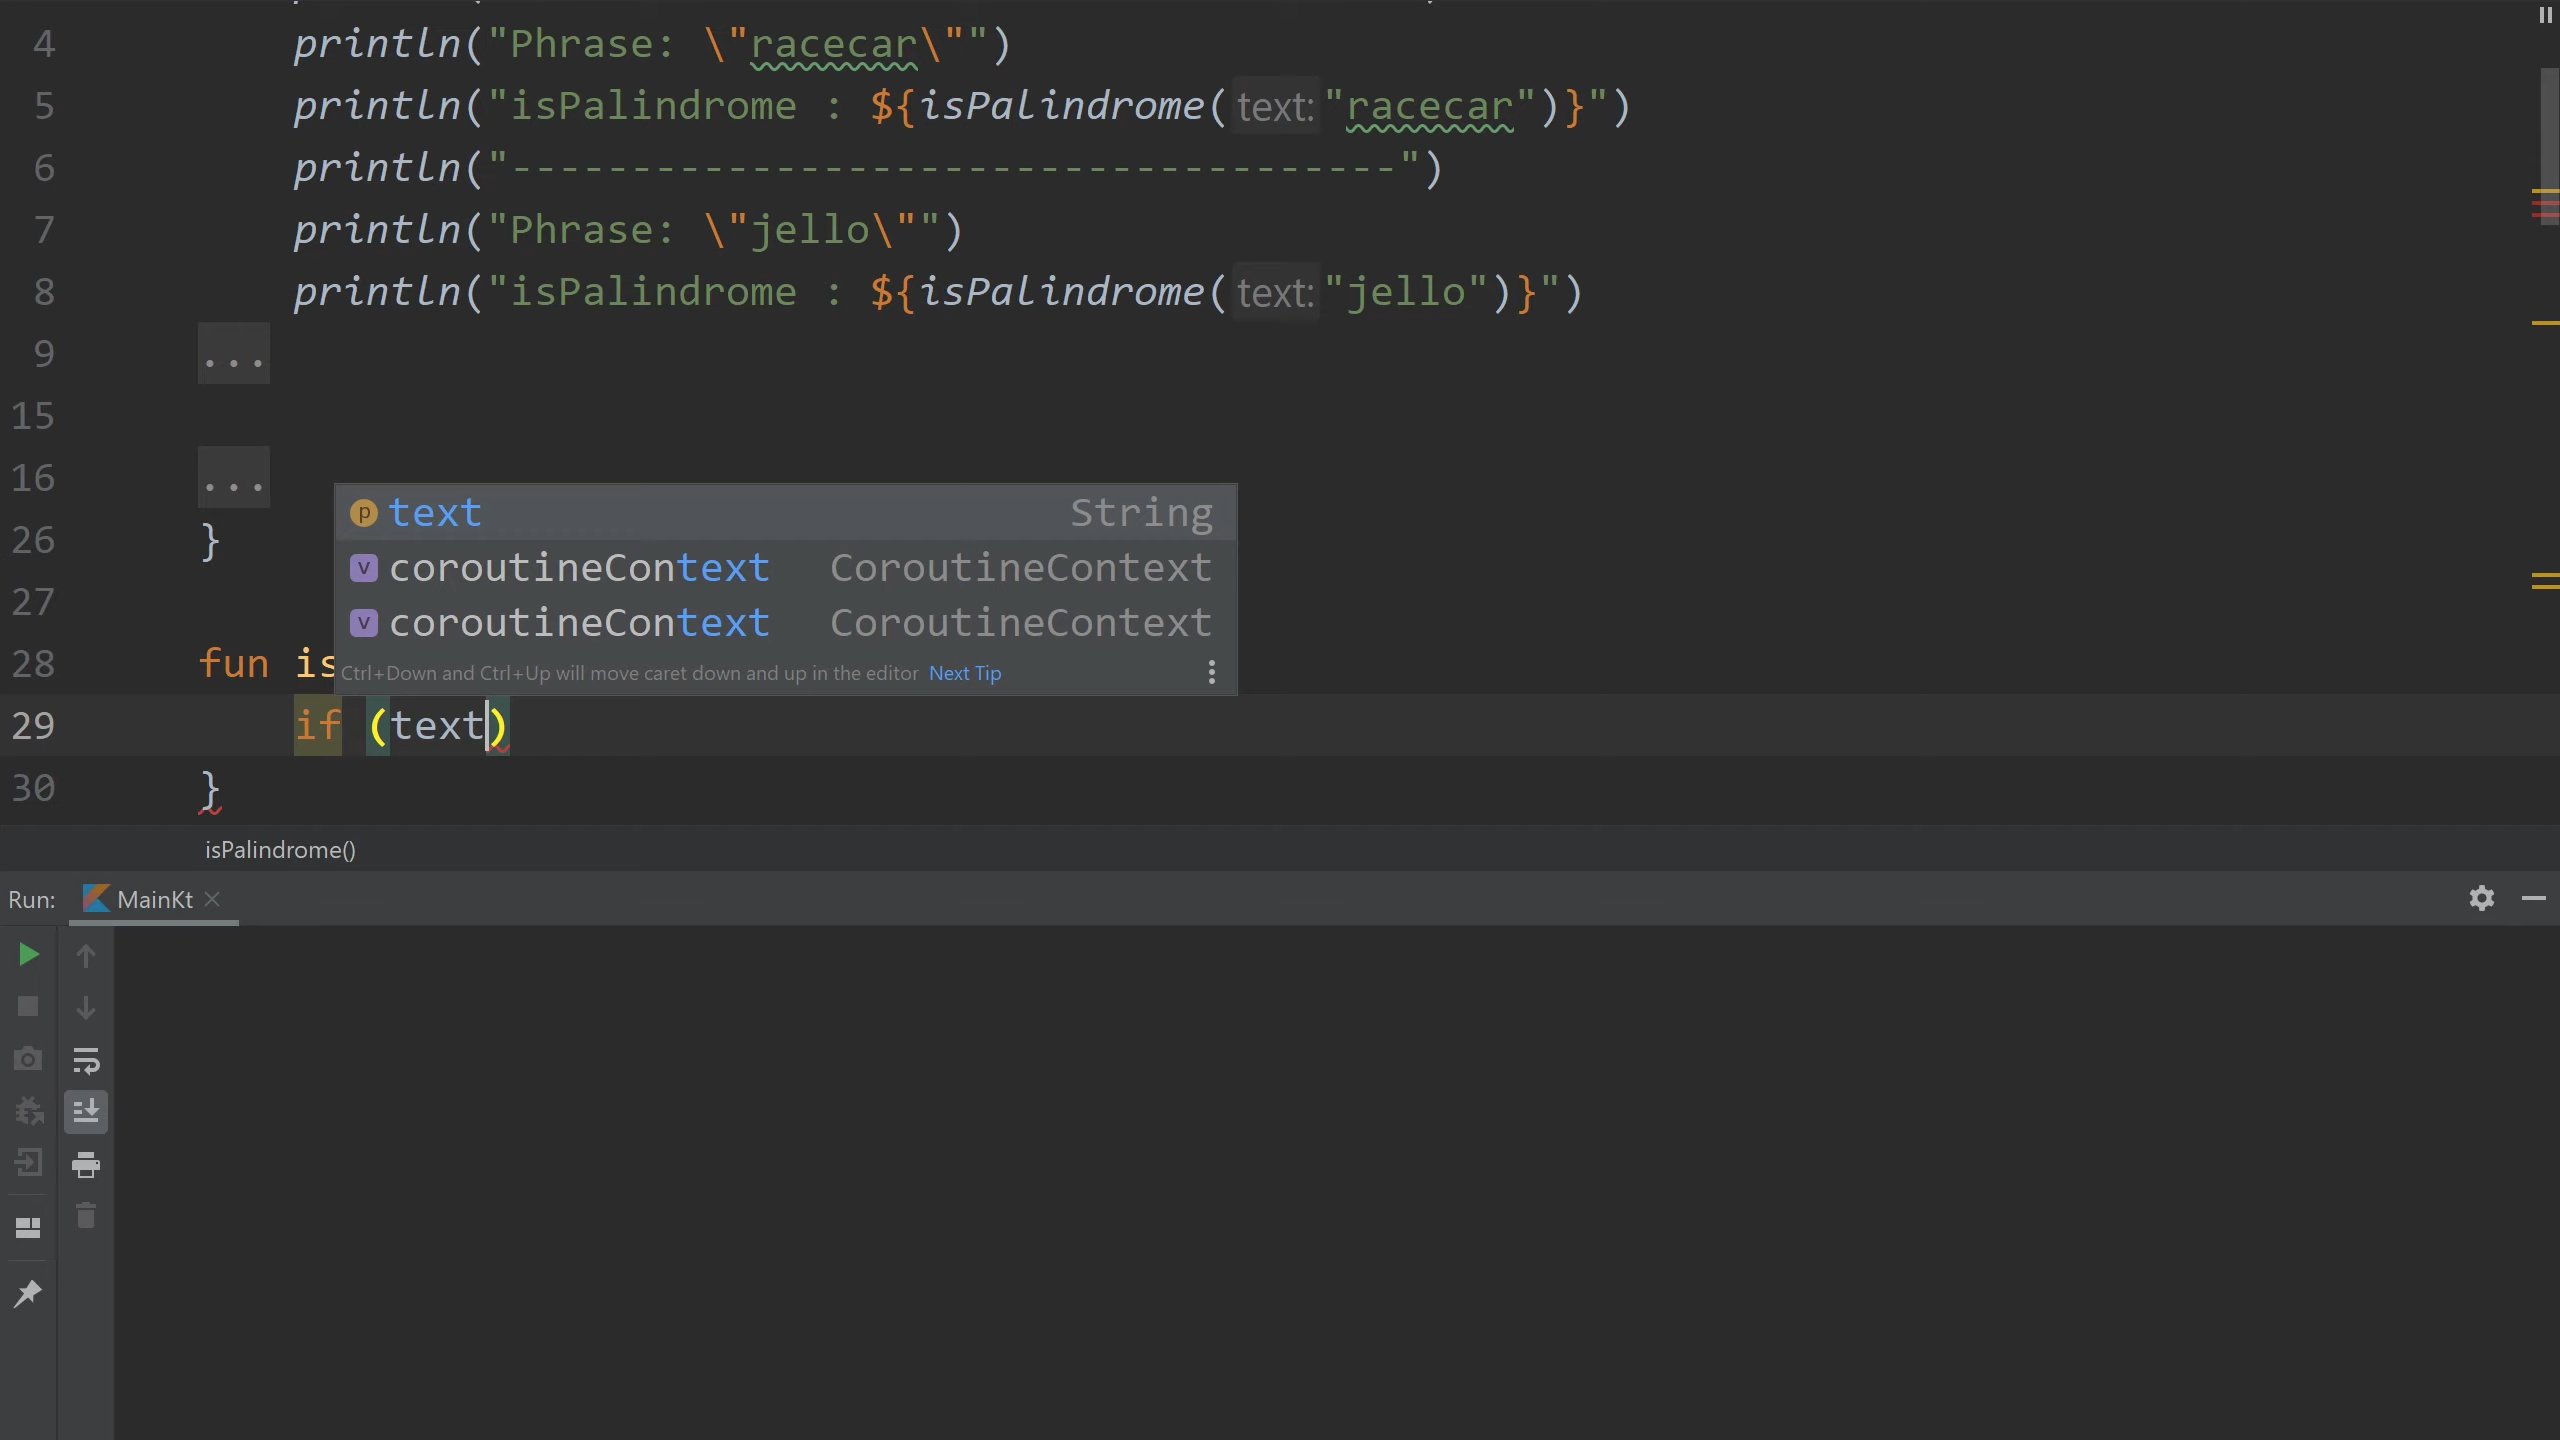 4 println("Phrase: \"racecar\"")
5 println("isPalindrome : ${isPalindrome( text: "racecar")}")
6 println("-------------------------------------")
7 println("Phrase: \"jello\"")
8 println("isPalindrome : ${isPalindrome( text: "jello")}")
9 ...
15
16 ...
p text String
26 }
v coroutineContext CoroutineContext
27
v coroutineContext CoroutineContext
28 fun is
Ctrl+Down and Ctrl+Up will move caret down and up in the editor Next Tip
29 if (text)
30 }
isPalindrome()
Run: MainKt